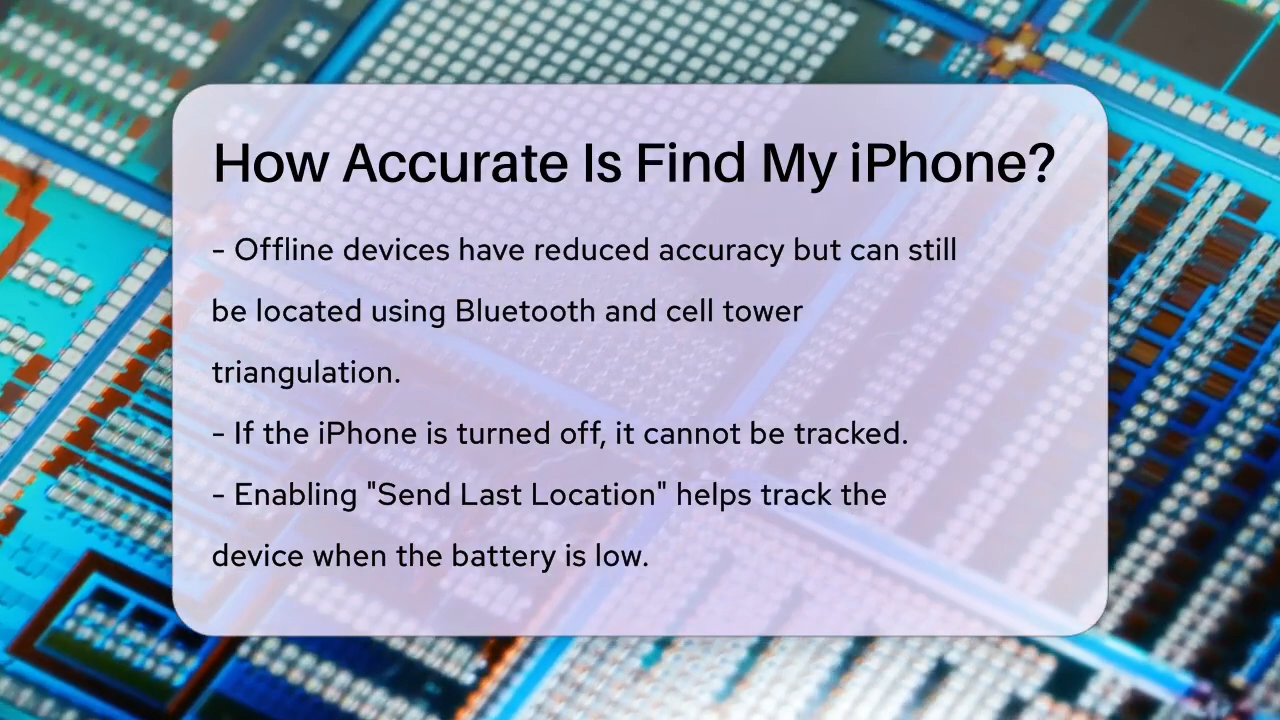 How Accurate Is Find My iPhone?
– Offline devices have reduced accuracy but can still
be located using Bluetooth and cell tower
triangulation.
– If the iPhone is turned off, it cannot be tracked.
– Enabling "Send Last Location" helps track the
device when the battery is low.